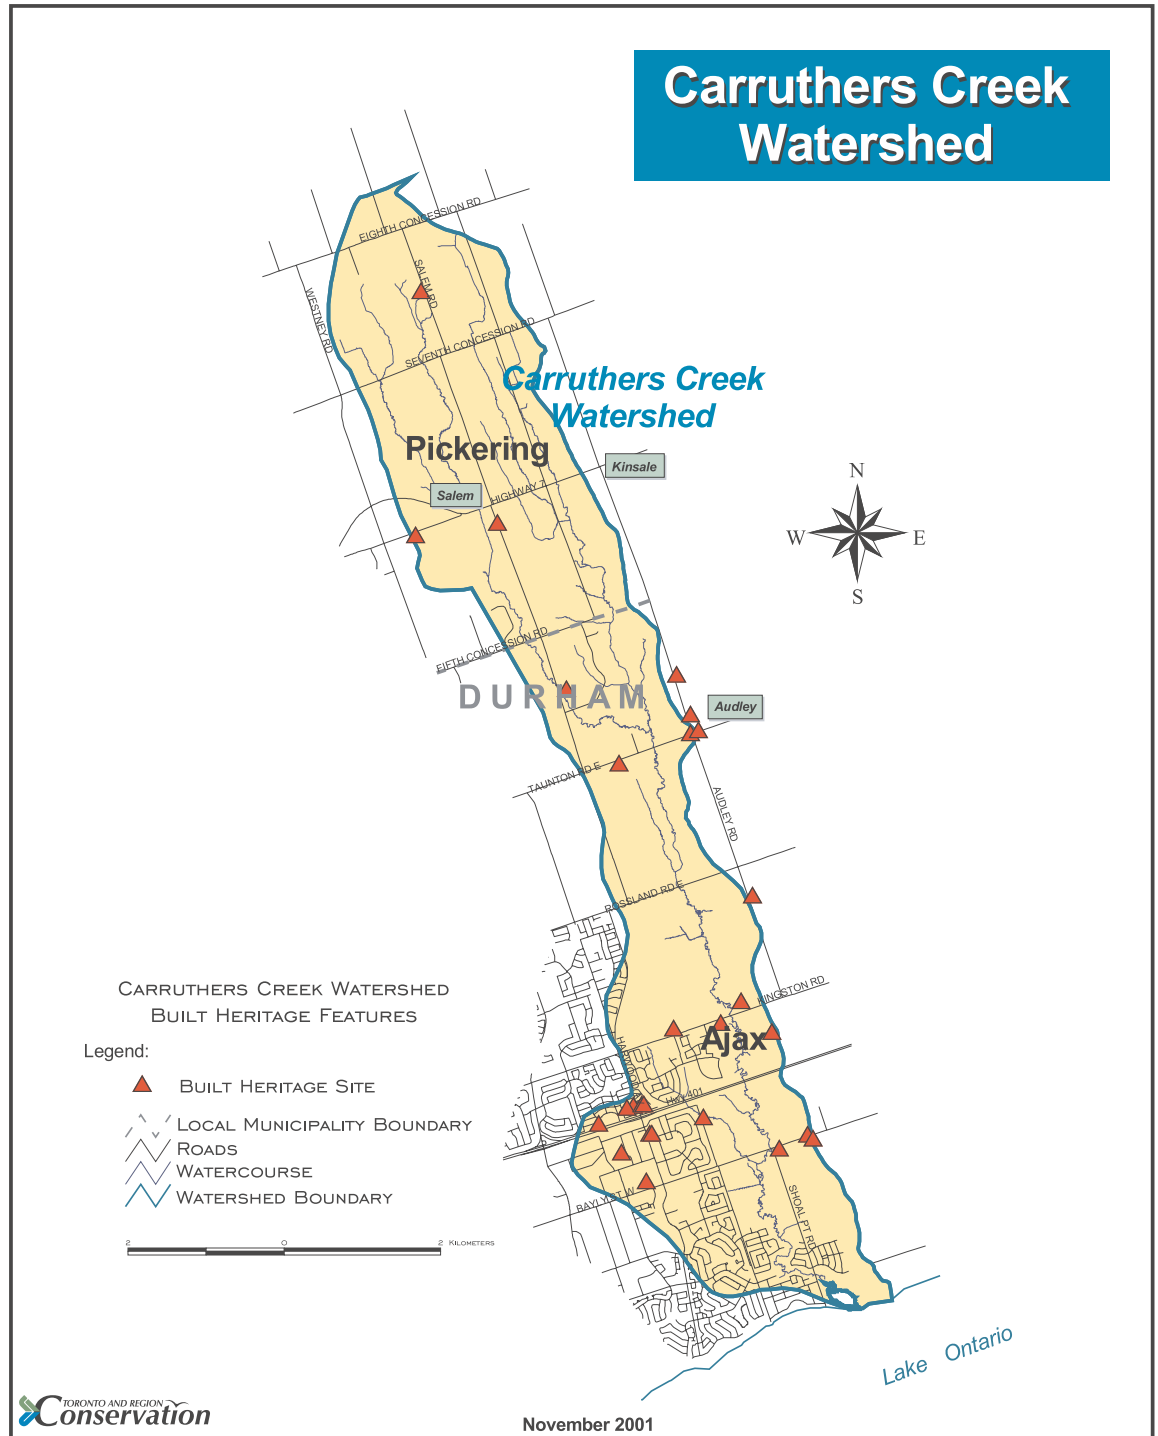 Carruthers Creek
Watershed
EIGHTH CONCESSION RD
SALEM RD
WESTNEY RD
SEVENTH CONCESSION RD
Carruthers Creek
Watershed
Pickering
Kinsale
Salem
HIGHWAY 7
N
W
E
S
FIFTH CONCESSION RD
DURHAM
Audley
TAUNTON RD E
AUDLEY RD
ROSSLAND RD E
KINGSTON RD
Ajax
Hwy 401
BAYLY ST W
SHOAL PT RD
CARRUTHERS CREEK WATERSHED
BUILT HERITAGE FEATURES
Legend:
BUILT HERITAGE SITE
LOCAL MUNICIPALITY BOUNDARY
ROADS
WATERCOURSE
WATERSHED BOUNDARY
2 0 2 KILOMETERS
Lake Ontario
TORONTO AND REGION
Conservation
November 2001